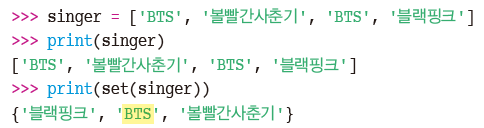 >>> singer = ['BTS', '볼빨간사춘기', 'BTS', '블랙핑크']
>>> print(singer)
['BTS', '볼빨간사춘기', 'BTS', '블랙핑크']
>>> print(set(singer))
{'블랙핑크', 'BTS', '볼빨간사춘기'}